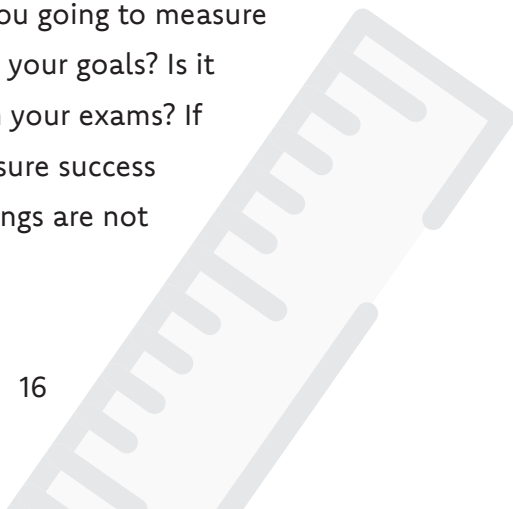 ou going to measure
your goals? Is it
your exams? If
sure success
ngs are not
16